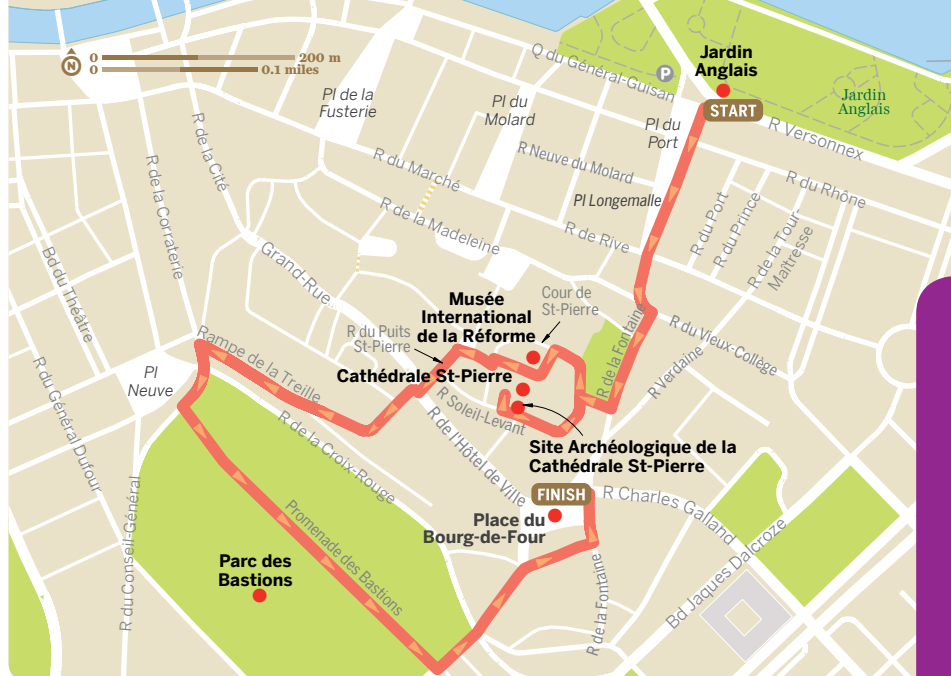 N
0
200 m
0
0.1 miles
Q du Général-Guisan
P
Jardin
Anglais
START
Jardin
Anglais
Pl de la
Fusterie
Pl du
Molard
Pl du
Port
R Versonnex
R de la Cité
R de la Corraterie
R du Marché
R Neuve du Molard
R du Rhône
Pl Longemalle
R du Port
R du Prince
R de la Tour-
Maîtresse
R de la Madeleine
R de Rive
Bd du Théâtre
Grand-Rue
Musée
International
de la Réforme
Cour de
St-Pierre
R du Puits
St-Pierre
R de la Fontaine
R du Vieux-Collège
R Verdaine
Rampe de la Treille
Cathédrale St-Pierre
Pl
Neuve
R du Général Dufour
R Soleil-Levant
R de la Croix-Rouge
R de l'Hôtel de Ville
Site Archéologique de la
Cathédrale St-Pierre
FINISH
R Charles Galland
Place du
Bourg-de-Four
R du Conseil-Général
Promenade des Bastions
Parc des
Bastions
R de la Fontaine
Bd Jaques Dalcroze